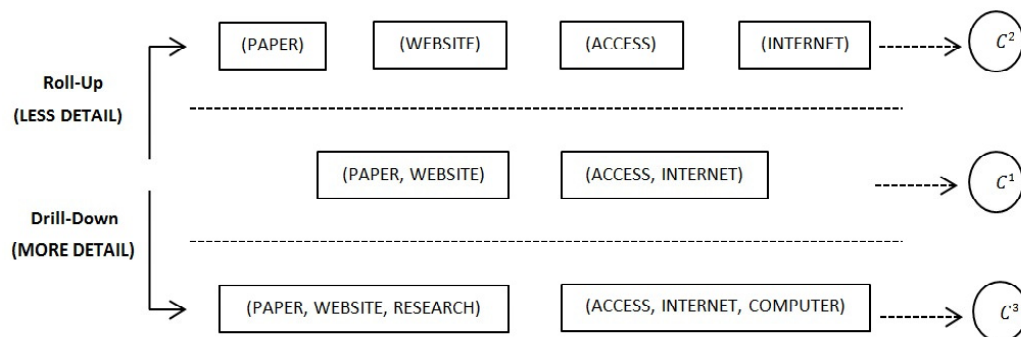 (PAPER) (WEBSITE) (ACCESS) (INTERNET) C²
Roll-Up
(LESS DETAIL)
(PAPER, WEBSITE) (ACCESS, INTERNET) C¹
Drill-Down
(MORE DETAIL)
(PAPER, WEBSITE, RESEARCH) (ACCESS, INTERNET, COMPUTER) C³